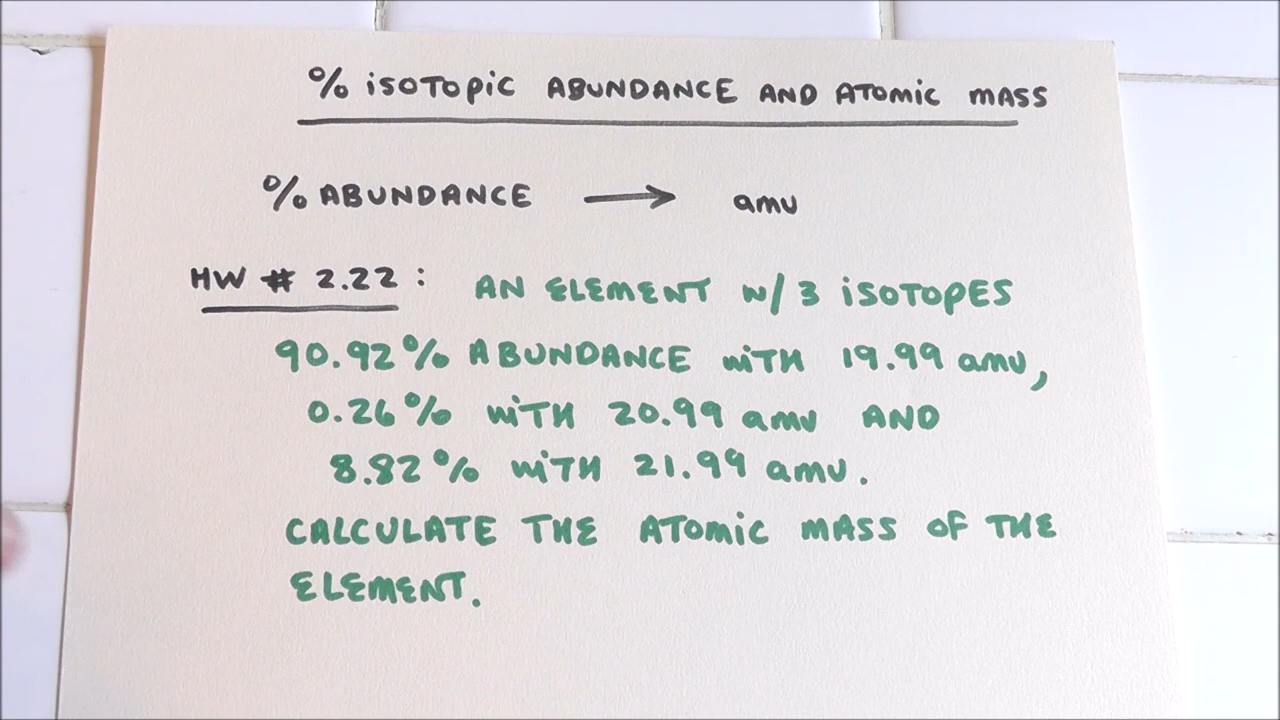 % ISOTOPIC ABUNDANCE AND ATOMIC MASS
% ABUNDANCE → amu
HW # 2.22 : AN ELEMENT W/ 3 ISOTOPES
90.92% ABUNDANCE WITH 19.99 amu,
0.26% WITH 20.99 amu AND
8.82% WITH 21.99 amu.
CALCULATE THE ATOMIC MASS OF THE
ELEMENT.